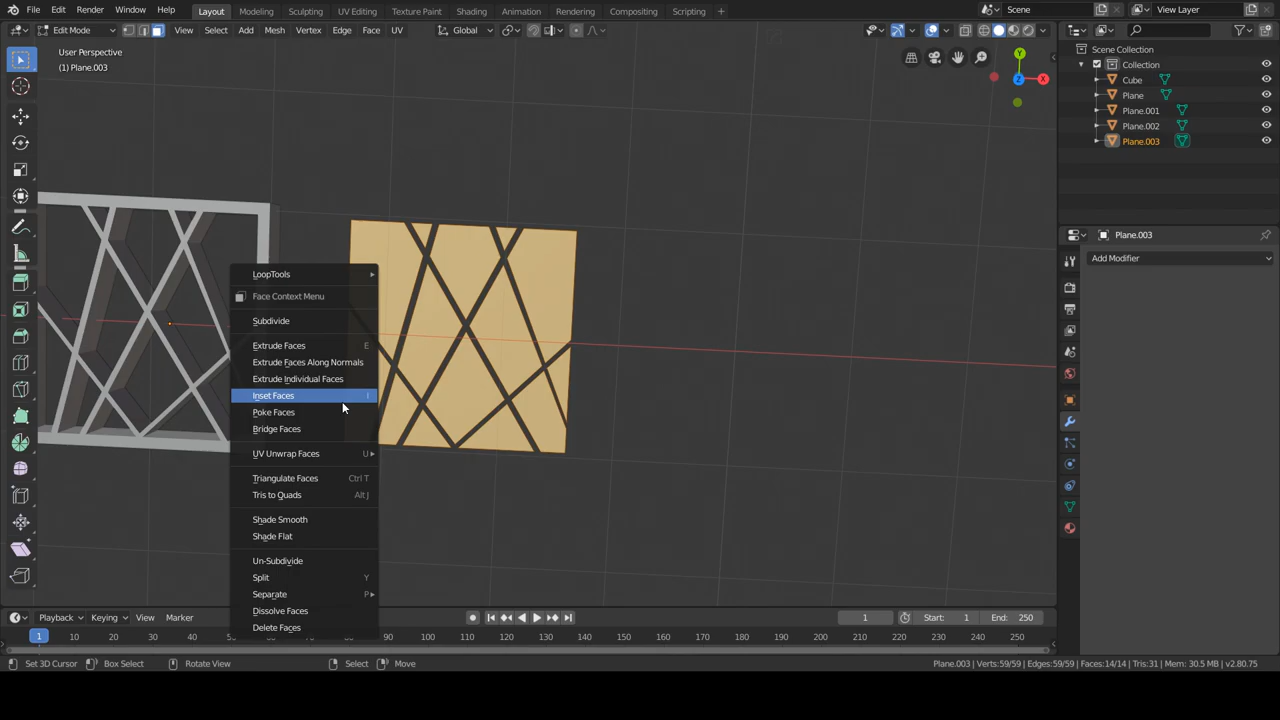 File Edit Render Window Help Layout Modeling Sculpting UV Editing Texture Paint Shading Animation Rendering Compositing Scripting + Scene View Layer
Edit Mode View Select Add Mesh Vertex Edge Face UV Global
User Perspective
(1) Plane.003
Y
X
Z
Scene Collection
Collection
Cube
Plane
Plane.001
Plane.002
Plane.003
Plane.003
Add Modifier
LoopTools
Face Context Menu
Subdivide
Extrude Faces E
Extrude Faces Along Normals
Extrude Individual Faces
Inset Faces I
Poke Faces
Bridge Faces
UV Unwrap Faces U
Triangulate Faces Ctrl T
Tris to Quads Alt J
Shade Smooth
Shade Flat
Un-Subdivide
Split Y
Separate P
Dissolve Faces
Delete Faces
Playback Keying View Marker 1 Start: 1 End: 250
1 10 20 30 40 90 100 110 120 130 140 150 160 170 180 190 200 210 220 230 240 250
Set 3D Cursor Box Select Rotate View Select Move Plane.003 | Verts:59/59 | Edges:59/59 | Faces:14/14 | Tris:31 | Mem: 30.5 MB | v2.80.75